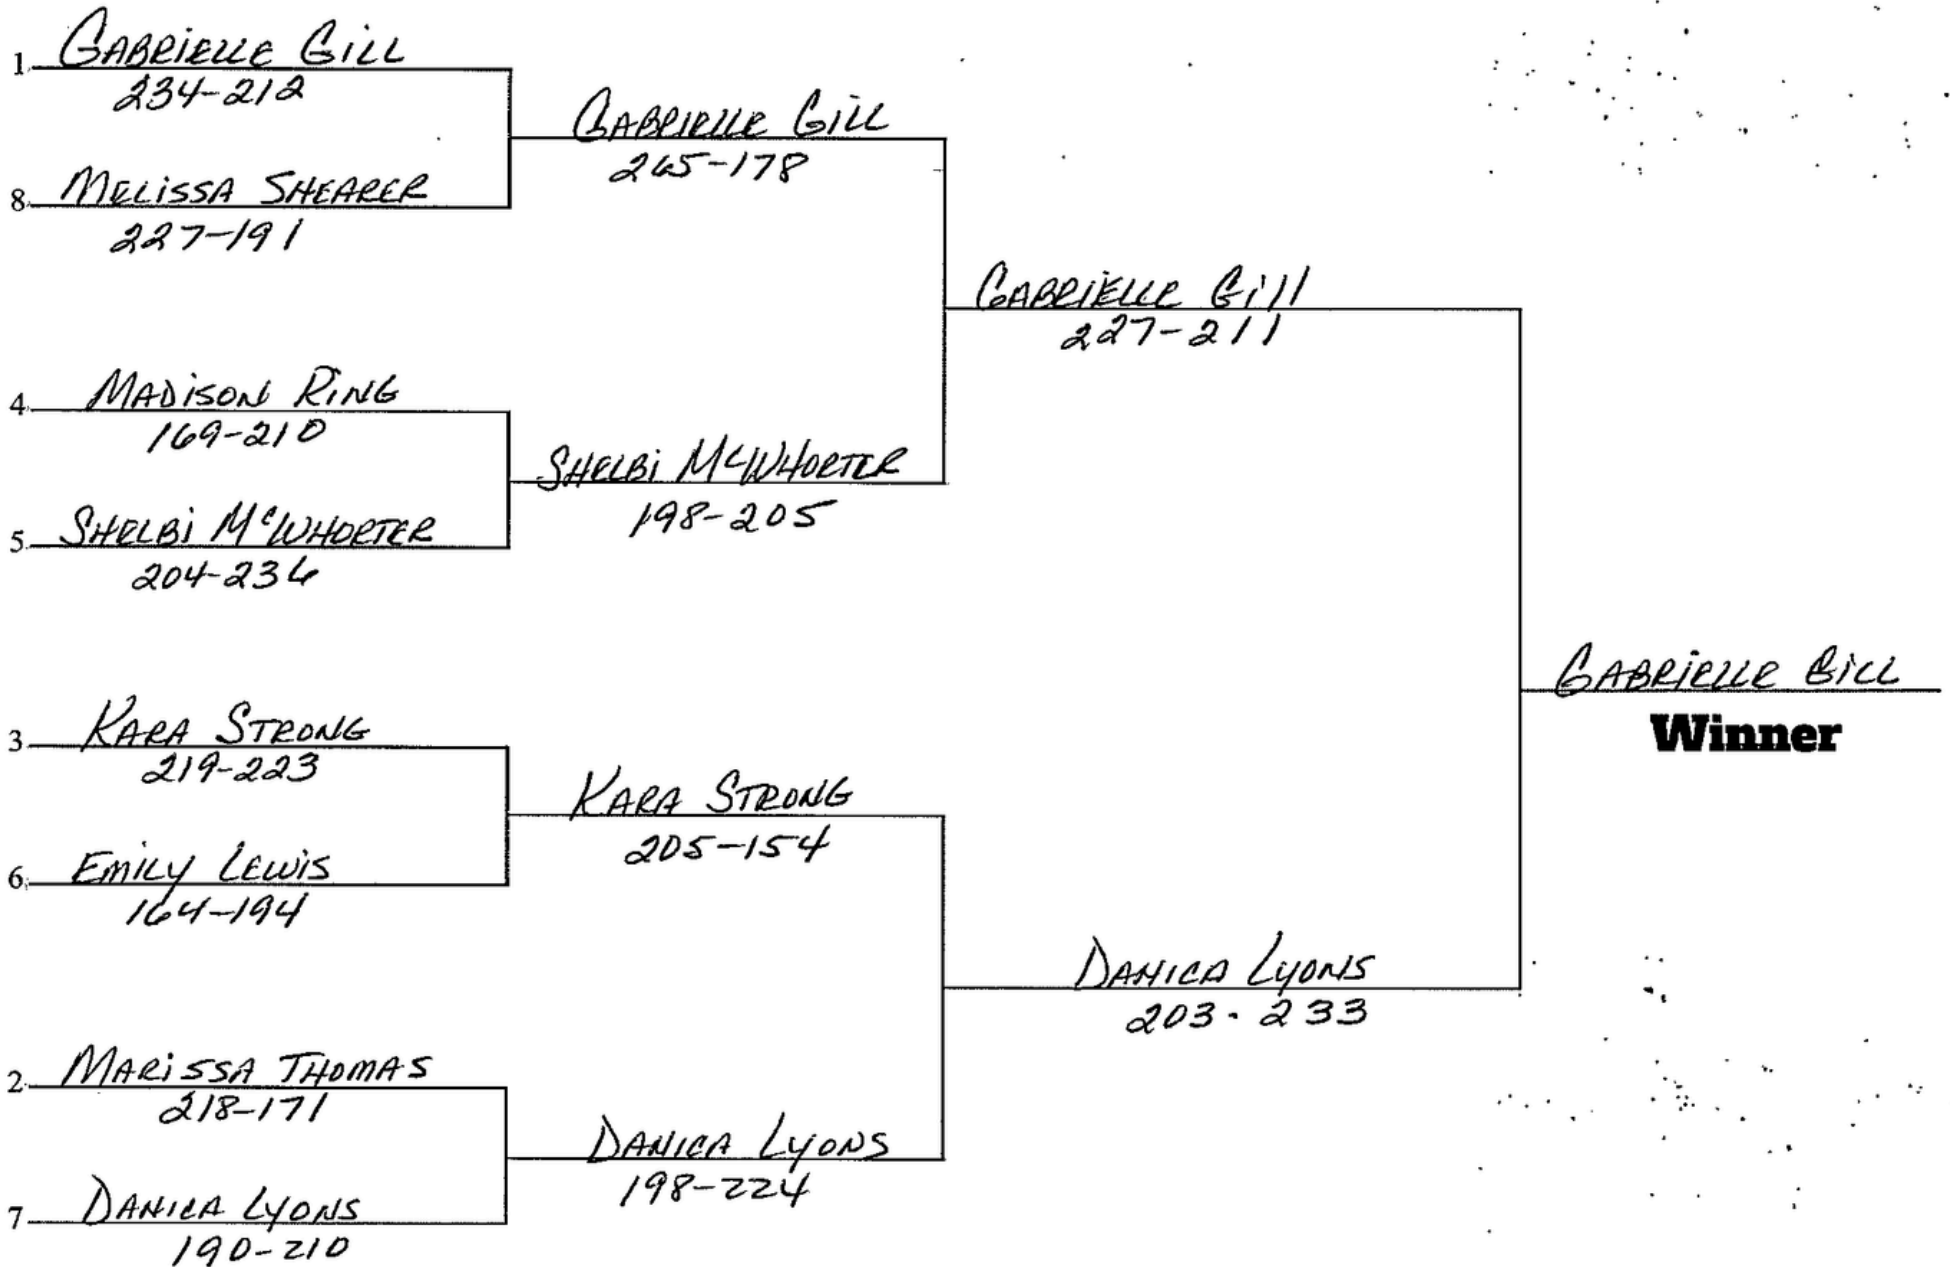 1. GABRIELLE GILL
234-212
8. MELISSA SHEARER
227-191
4. MADISON RING
169-210
5. SHELBI McWHORTER
204-236
3. KARA STRONG
219-223
6. EMILY LEWIS
164-194
2. MARISSA THOMAS
218-171
7. DANICA LYONS
190-210
GABRIELLE GILL
265-178
SHELBI McWHORTER
198-205
KARA STRONG
205-154
DANICA LYONS
198-224
GABRIELLE Gill
227-211
DANICA LYONS
203-233
GABRIELLE GILL
Winner